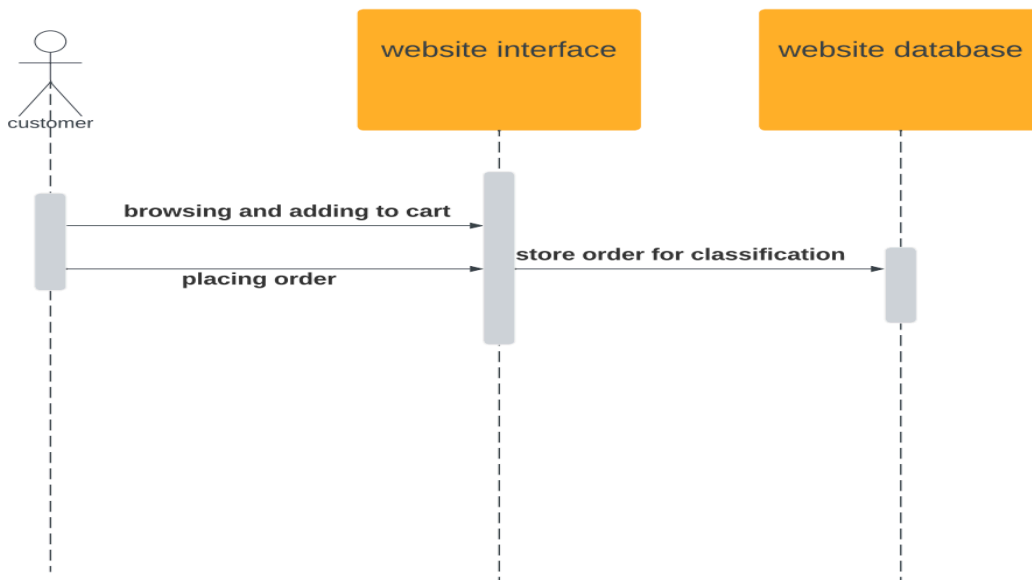 website interface
website database
customer
browsing and adding to cart
store order for classification
placing order